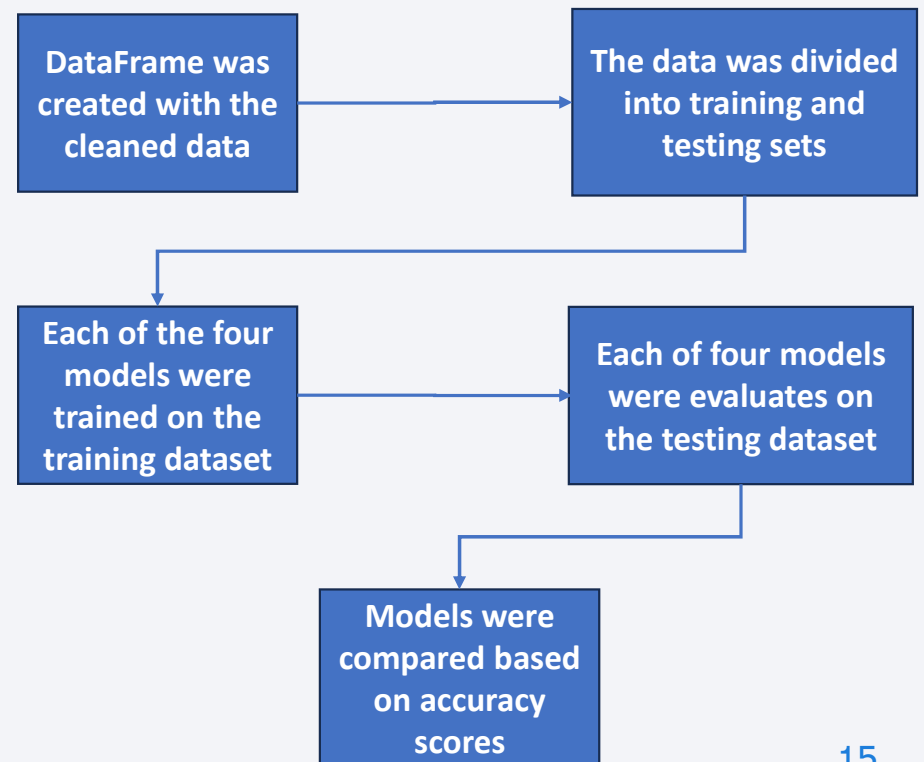 DataFrame was
created with the
cleaned data
The data was divided
into training and
testing sets
Each of the four
models were
trained on the
training dataset
Each of four models
were evaluates on
the testing dataset
Models were
compared based
on accuracy
scores
15